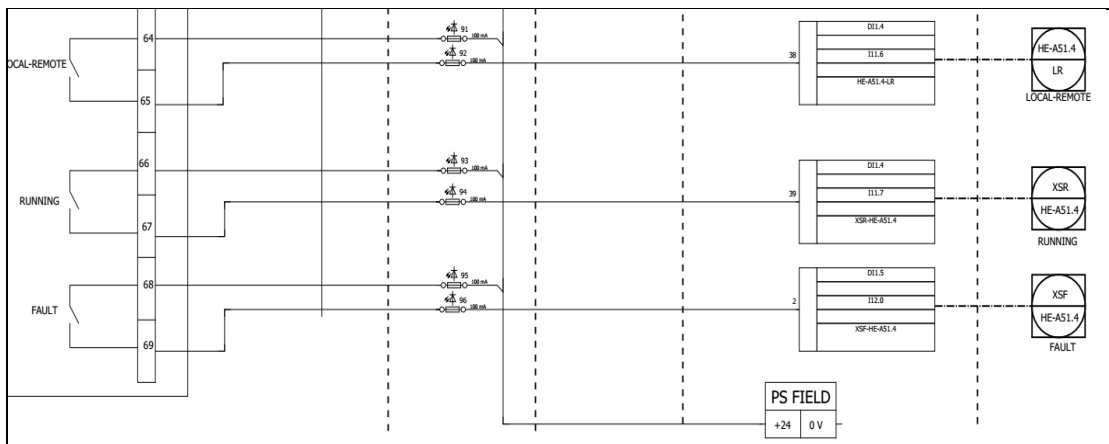 64
91
100 mA
DI1.4
HE-A51.4
92
100 mA
38
I11.6
OCAL-REMOTE
LR
HE-A51.4-LR
LOCAL-REMOTE
65
66
93
100 mA
DI1.4
XSR
94
100 mA
39
I11.7
RUNNING
HE-A51.4
XSR-HE-A51.4
67
RUNNING
68
95
100 mA
DI1.5
XSF
96
100 mA
2
I12.0
FAULT
HE-A51.4
XSF-HE-A51.4
69
FAULT
PS FIELD
+24 0 V